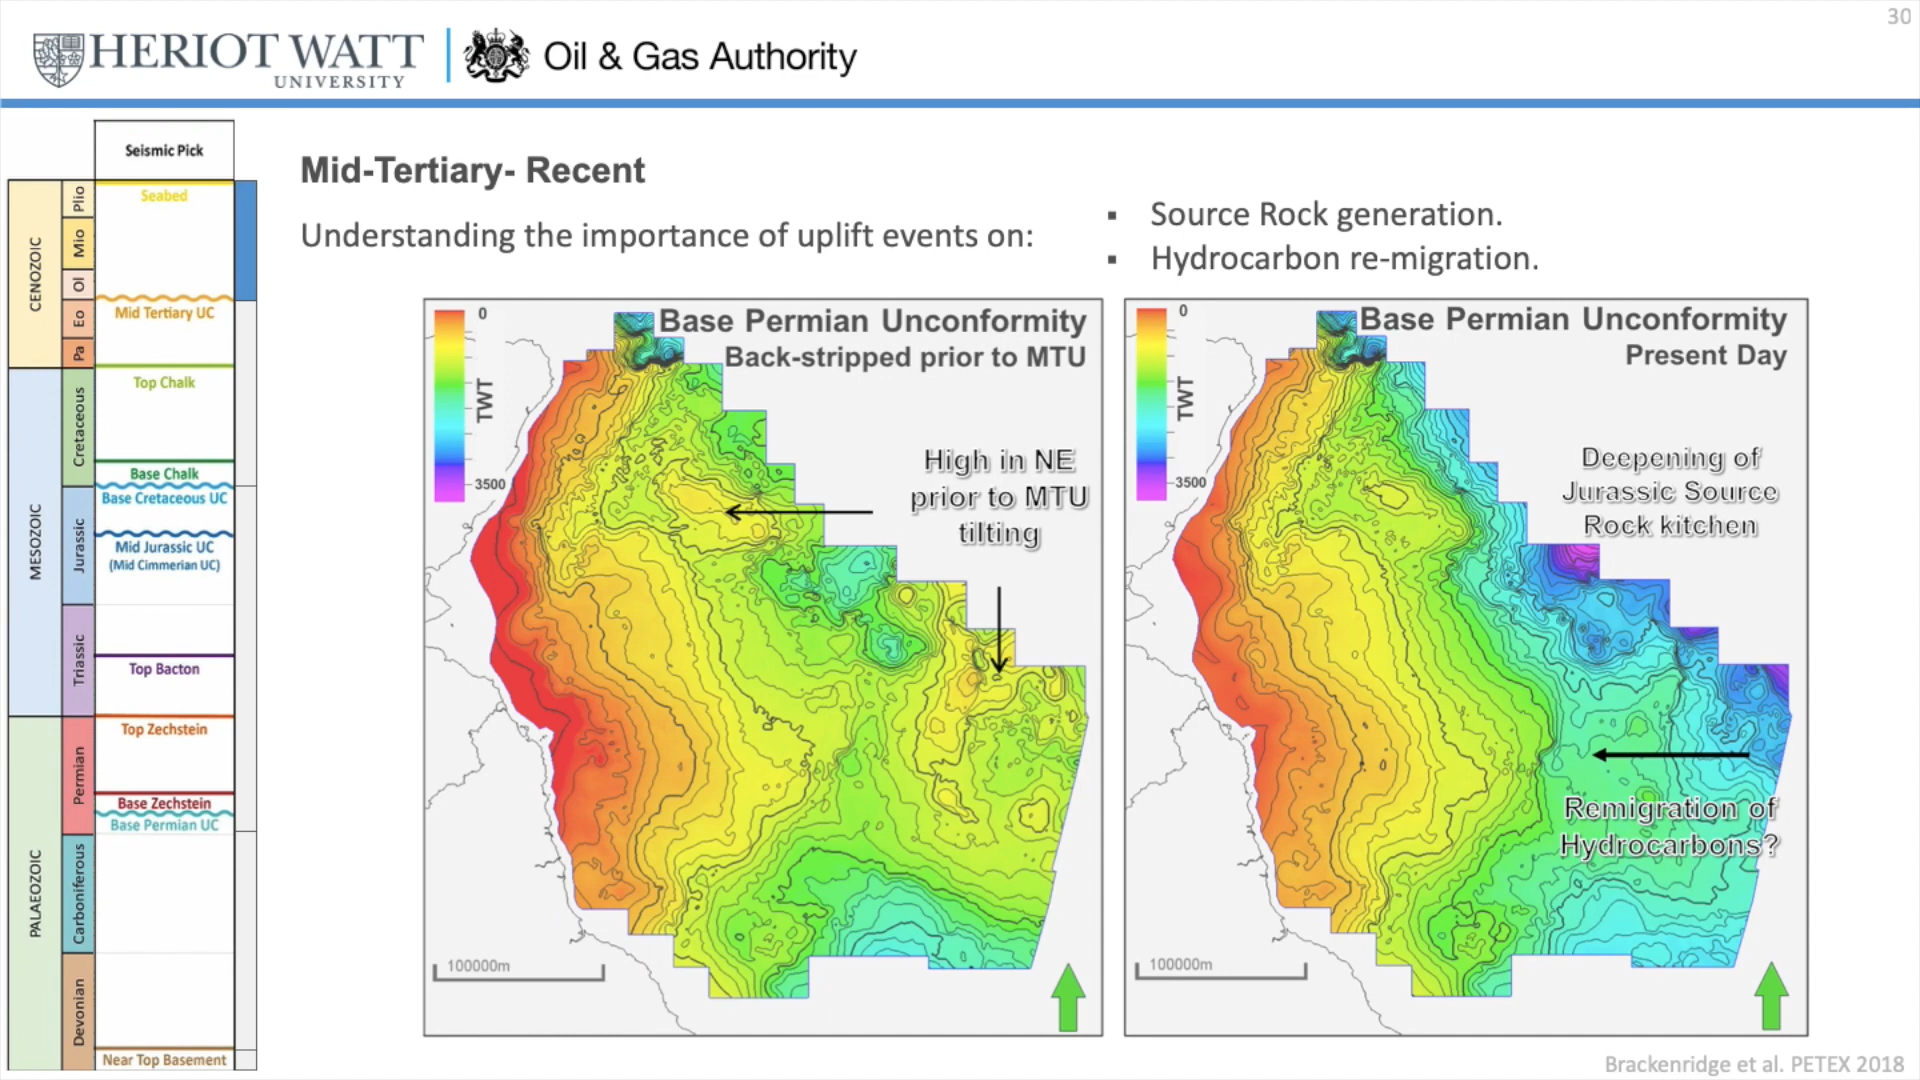 30
HERIOT WATT
UNIVERSITY
Oil & Gas Authority
Seismic Pick
CENOZOIC
Plio
Mio
Ol
Eo
Pa
Seabed
Mid Tertiary UC
MESOZOIC
Cretaceous
Jurassic
Triassic
Top Chalk
Base Chalk
Base Cretaceous UC
Mid Jurassic UC
(Mid Cimmerian UC)
Top Bacton
PALAEOZOIC
Permian
Carboniferous
Devonian
Top Zechstein
Base Zechstein
Base Permian UC
Near Top Basement
Mid-Tertiary- Recent
Understanding the importance of uplift events on:
▪ Source Rock generation.
▪ Hydrocarbon re-migration.
Base Permian Unconformity
Back-stripped prior to MTU
0
TWT
3500
High in NE
prior to MTU
tilting
100000m
Base Permian Unconformity
Present Day
0
TWT
3500
Deepening of
Jurassic Source
Rock kitchen
Remigration of
Hydrocarbons?
100000m
Brackenridge et al. PETEX 2018